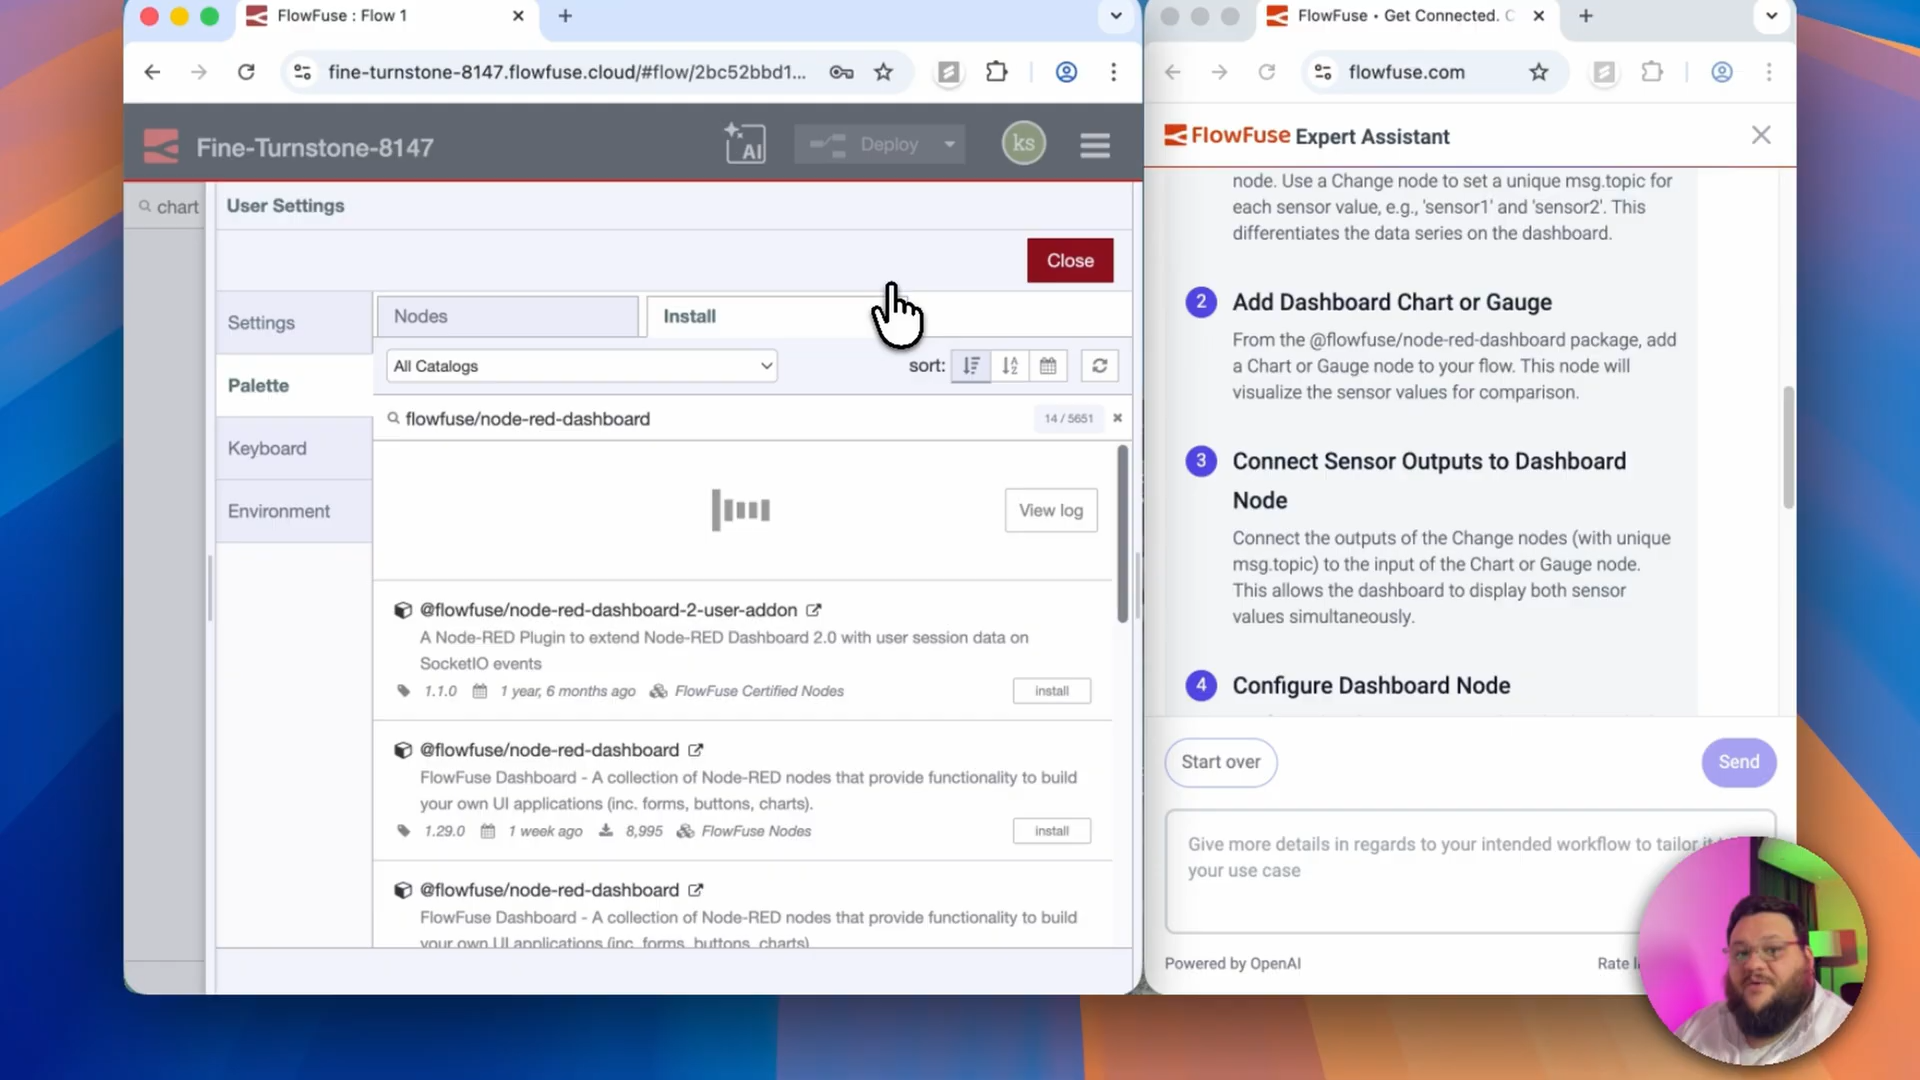 FlowFuse : Flow 1
fine-turnstone-8147.flowfuse.cloud/#flow/2bc52bbd1...
Fine-Turnstone-8147
AI
Deploy
ks
chart
User Settings
Close
Settings
Palette
Keyboard
Environment
Nodes
Install
All Catalogs
sort:
flowfuse/node-red-dashboard
14 / 5651
View log
@flowfuse/node-red-dashboard-2-user-addon
A Node-RED Plugin to extend Node-RED Dashboard 2.0 with user session data on
SocketIO events
1.1.0 1 year, 6 months ago FlowFuse Certified Nodes
install
@flowfuse/node-red-dashboard
FlowFuse Dashboard - A collection of Node-RED nodes that provide functionality to build
your own UI applications (inc. forms, buttons, charts).
1.29.0 1 week ago 8,995 FlowFuse Nodes
install
@flowfuse/node-red-dashboard
FlowFuse Dashboard - A collection of Node-RED nodes that provide functionality to build
your own UI applications (inc. forms, buttons, charts)
FlowFuse • Get Connected.
flowfuse.com
FlowFuse Expert Assistant
node. Use a Change node to set a unique msg.topic for
each sensor value, e.g., 'sensor1' and 'sensor2'. This
differentiates the data series on the dashboard.
2 Add Dashboard Chart or Gauge
From the @flowfuse/node-red-dashboard package, add
a Chart or Gauge node to your flow. This node will
visualize the sensor values for comparison.
3 Connect Sensor Outputs to Dashboard
Node
Connect the outputs of the Change nodes (with unique
msg.topic) to the input of the Chart or Gauge node.
This allows the dashboard to display both sensor
values simultaneously.
4 Configure Dashboard Node
Start over
Send
Give more details in regards to your intended workflow to tailor it
your use case
Powered by OpenAI
Rate